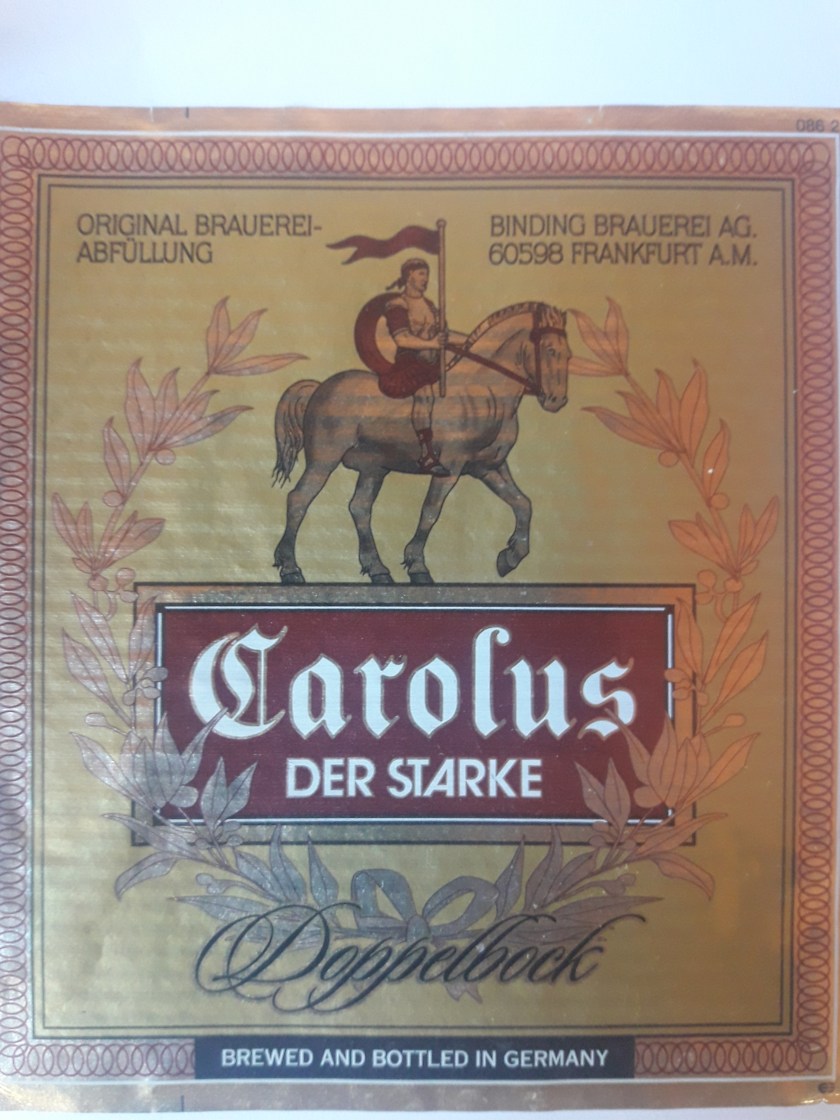 086 2
ORIGINAL BRAUEREI-
ABFÜLLUNG
BINDING BRAUEREI AG.
60598 FRANKFURT A.M.
Carolus
DER STARKE
Doppelbock
BREWED AND BOTTLED IN GERMANY